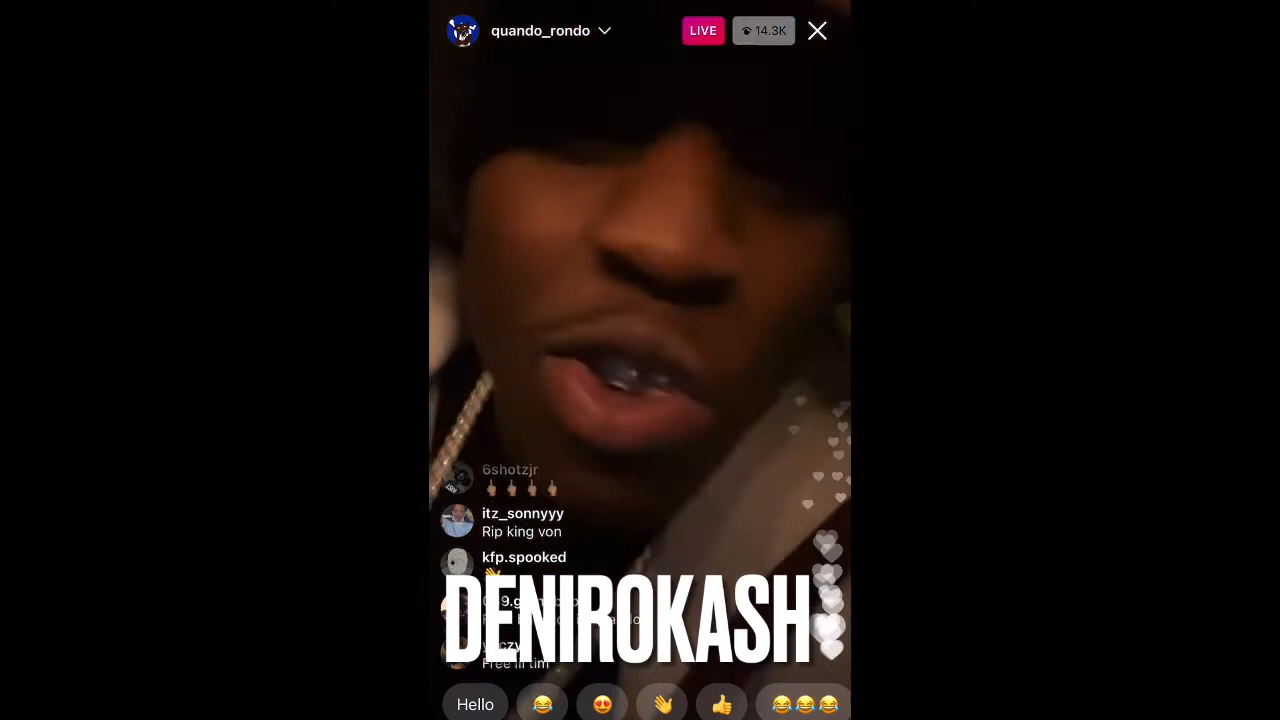 quando_rondo
LIVE
14.3K
6shotzjr
itz_sonnyyy
Rip king von
kfp.spooked
DENIROKASH
Free lil tim
Hello